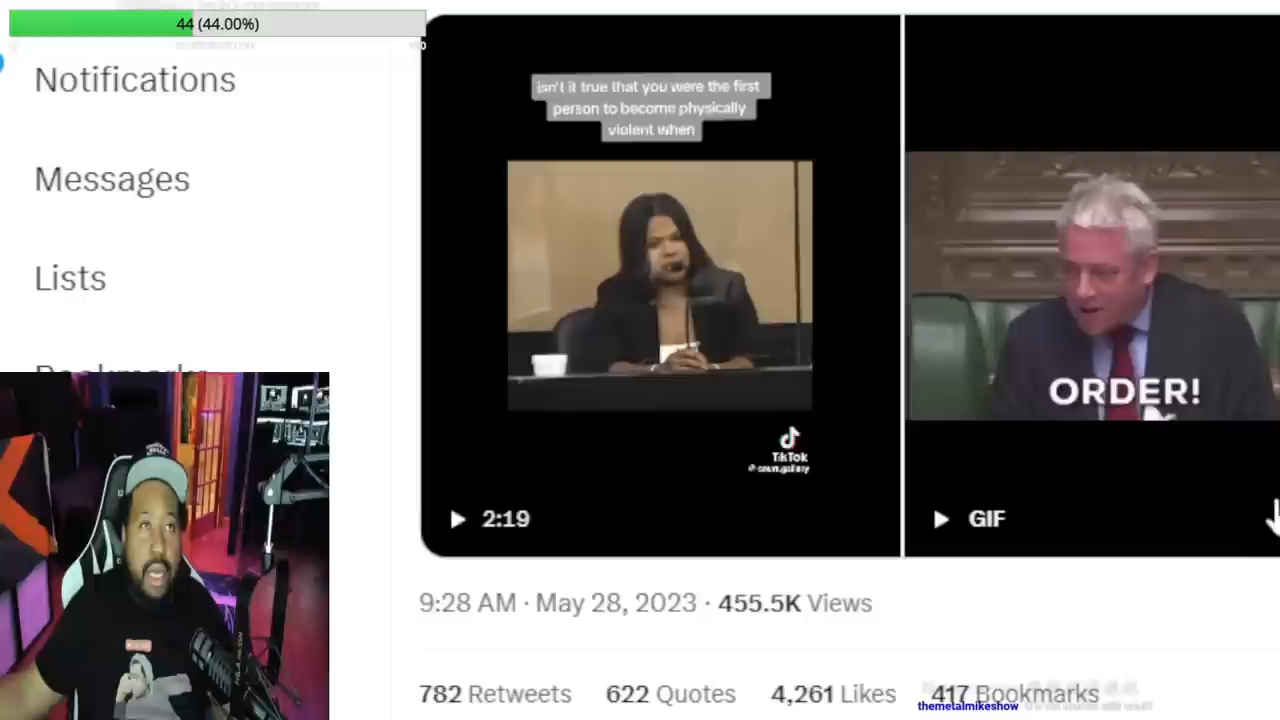 44 (44.00%)
Notifications
Messages
Lists
Bookmarks
isn't it true that you were the first
person to become physically
violent when
TikTok
ORDER!
2:19
GIF
9:28 AM · May 28, 2023 · 455.5K Views
782 Retweets 622 Quotes 4,261 Likes 417 Bookmarks
themetalmikeshow